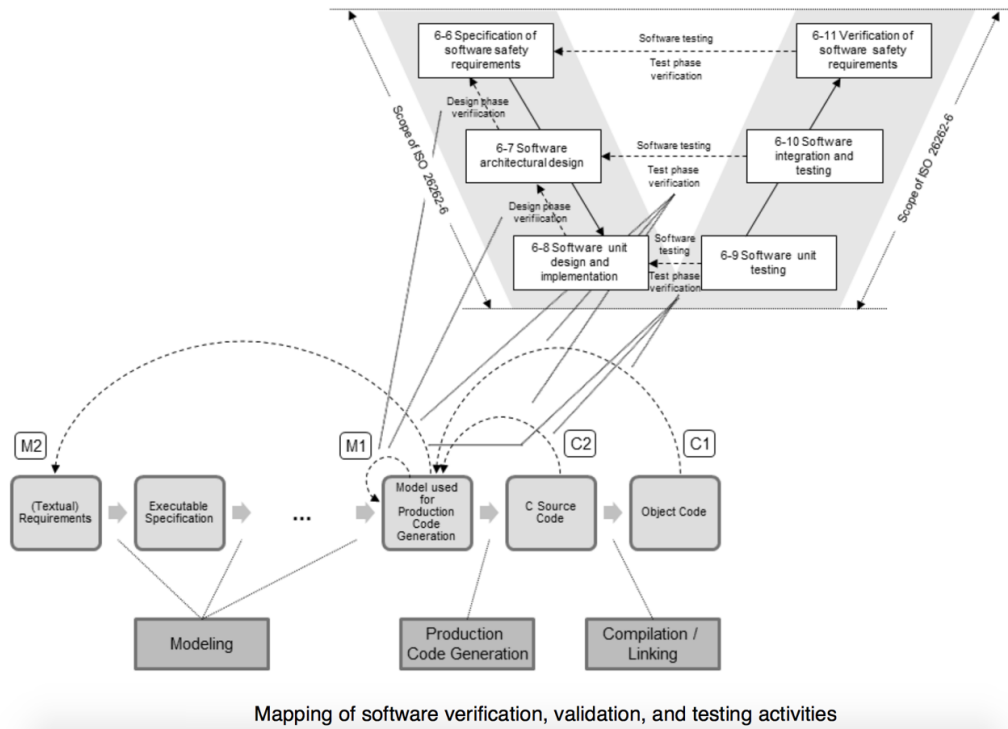 6-6 Specification of
software safety
requirements
Software testing
Test phase
verification
6-11 Verification of
software safety
requirements
Design phase
verifiication
Scope of ISO 26262-6
Scope of ISO 26262-6
6-7 Software
architectural design
Software testing
Test phase
verification
6-10 Software
integration and
testing
Design phase
verifiication
6-8 Software unit
design and
implementation
Software
testing
Test phase
verification
6-9 Software unit
testing
M2
M1
C2
C1
(Textual)
Requirements
Executable
Specification
...
Model used
for
Production
Code
Generation
C Source
Code
Object Code
Modeling
Production
Code Generation
Compilation /
Linking
Mapping of software verification, validation, and testing activities